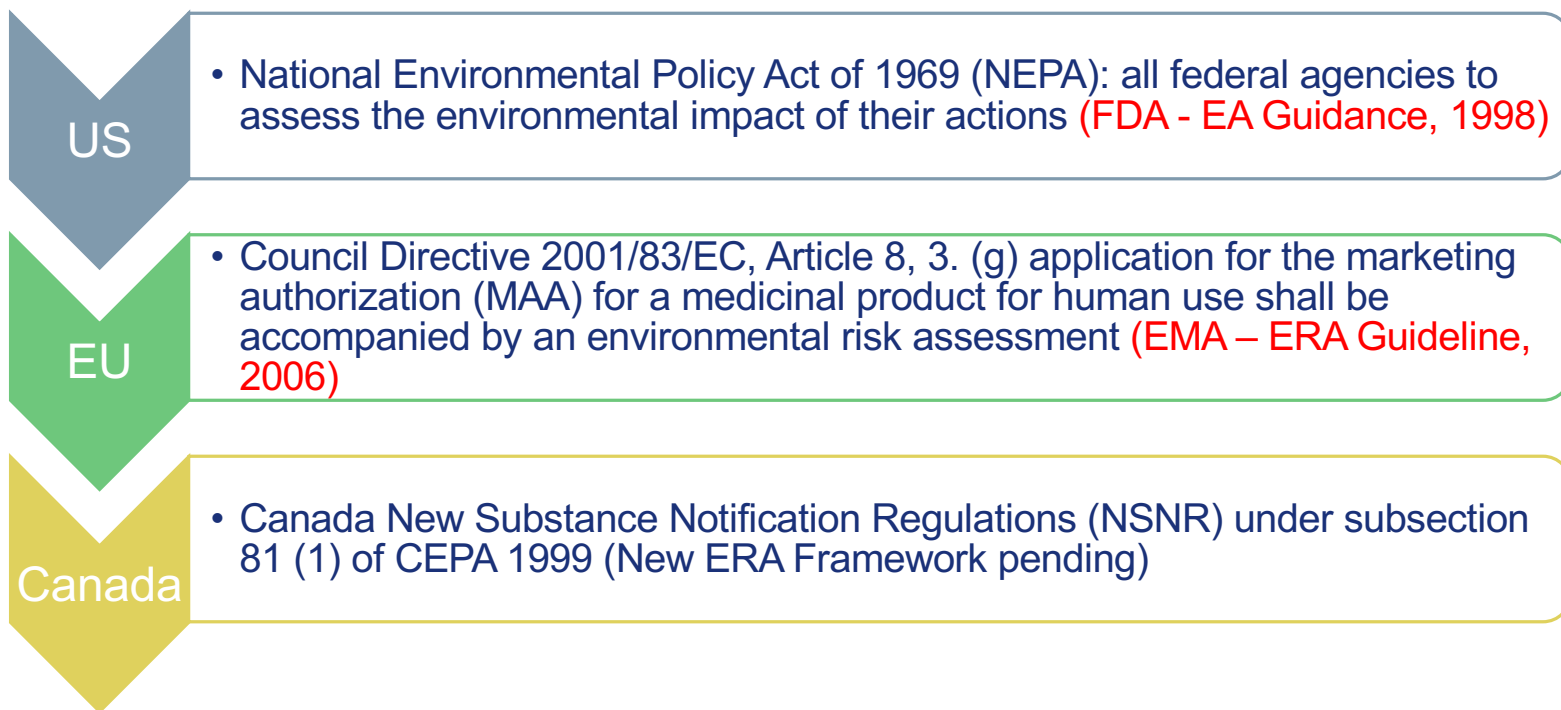 US
• National Environmental Policy Act of 1969 (NEPA): all federal agencies to
assess the environmental impact of their actions (FDA - EA Guidance, 1998)
EU
• Council Directive 2001/83/EC, Article 8, 3. (g) application for the marketing
authorization (MAA) for a medicinal product for human use shall be
accompanied by an environmental risk assessment (EMA – ERA Guideline,
2006)
Canada
• Canada New Substance Notification Regulations (NSNR) under subsection
81 (1) of CEPA 1999 (New ERA Framework pending)